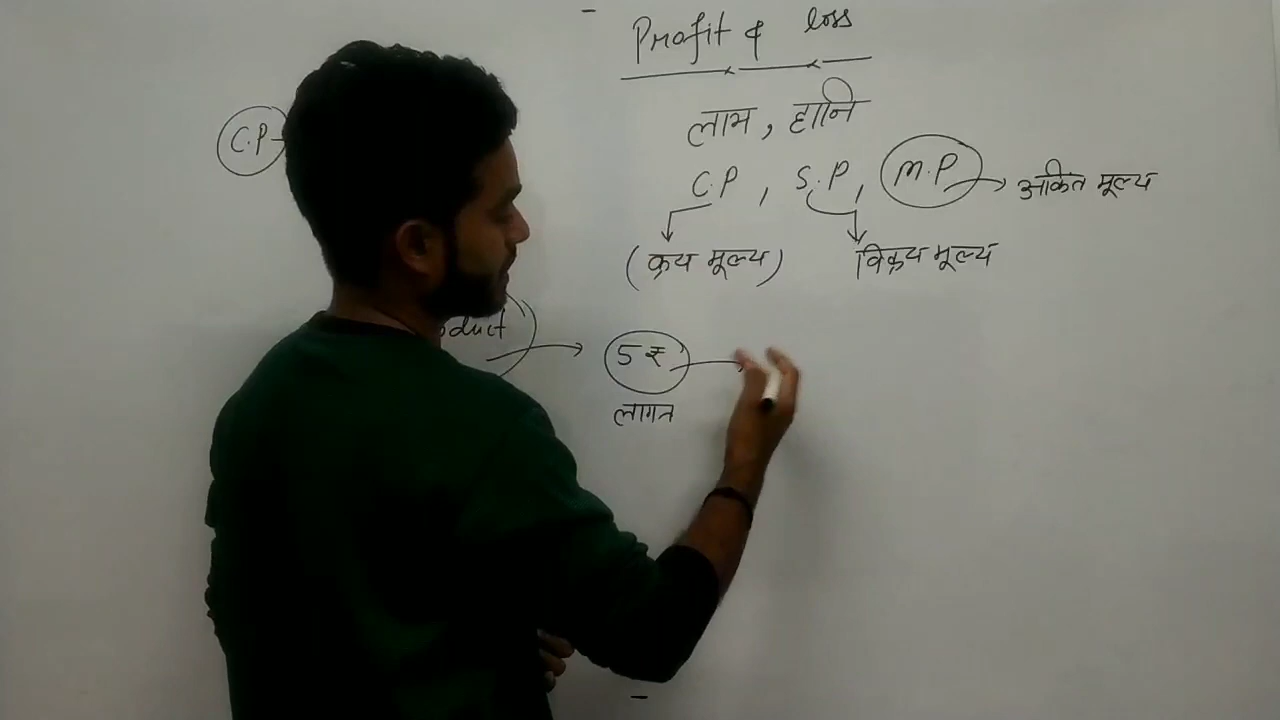 Profit & loss
लाभ, हानि
C.P
C.P, S.P, M.P → अंकित मूल्य
(क्रय मूल्य) विक्रय मूल्य
5 ₹
लागत